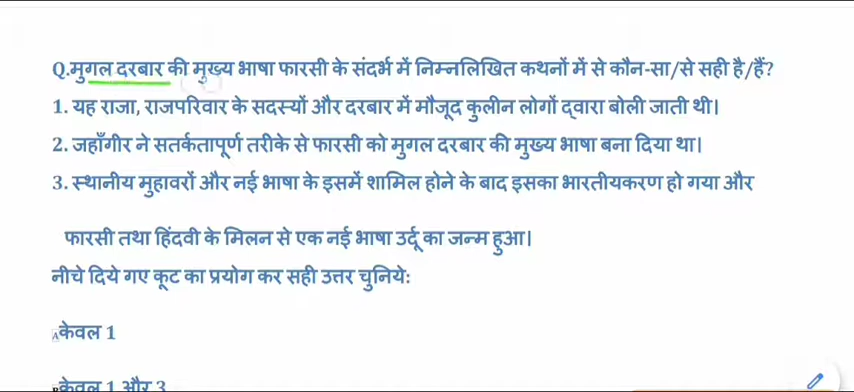 Q.मुगल दरबार की मुख्य भाषा फारसी के संदर्भ में निम्नलिखित कथनों में से कौन-सा/से सही है/हैं?
1. यह राजा, राजपरिवार के सदस्यों और दरबार में मौजूद कुलीन लोगों द्वारा बोली जाती थी।
2. जहाँगीर ने सतर्कतापूर्ण तरीके से फारसी को मुगल दरबार की मुख्य भाषा बना दिया था।
3. स्थानीय मुहावरों और नई भाषा के इसमें शामिल होने के बाद इसका भारतीयकरण हो गया और
फारसी तथा हिंदवी के मिलन से एक नई भाषा उर्दू का जन्म हुआ।
नीचे दिये गए कूट का प्रयोग कर सही उत्तर चुनिये:
A केवल 1
B केवल 1 और 3